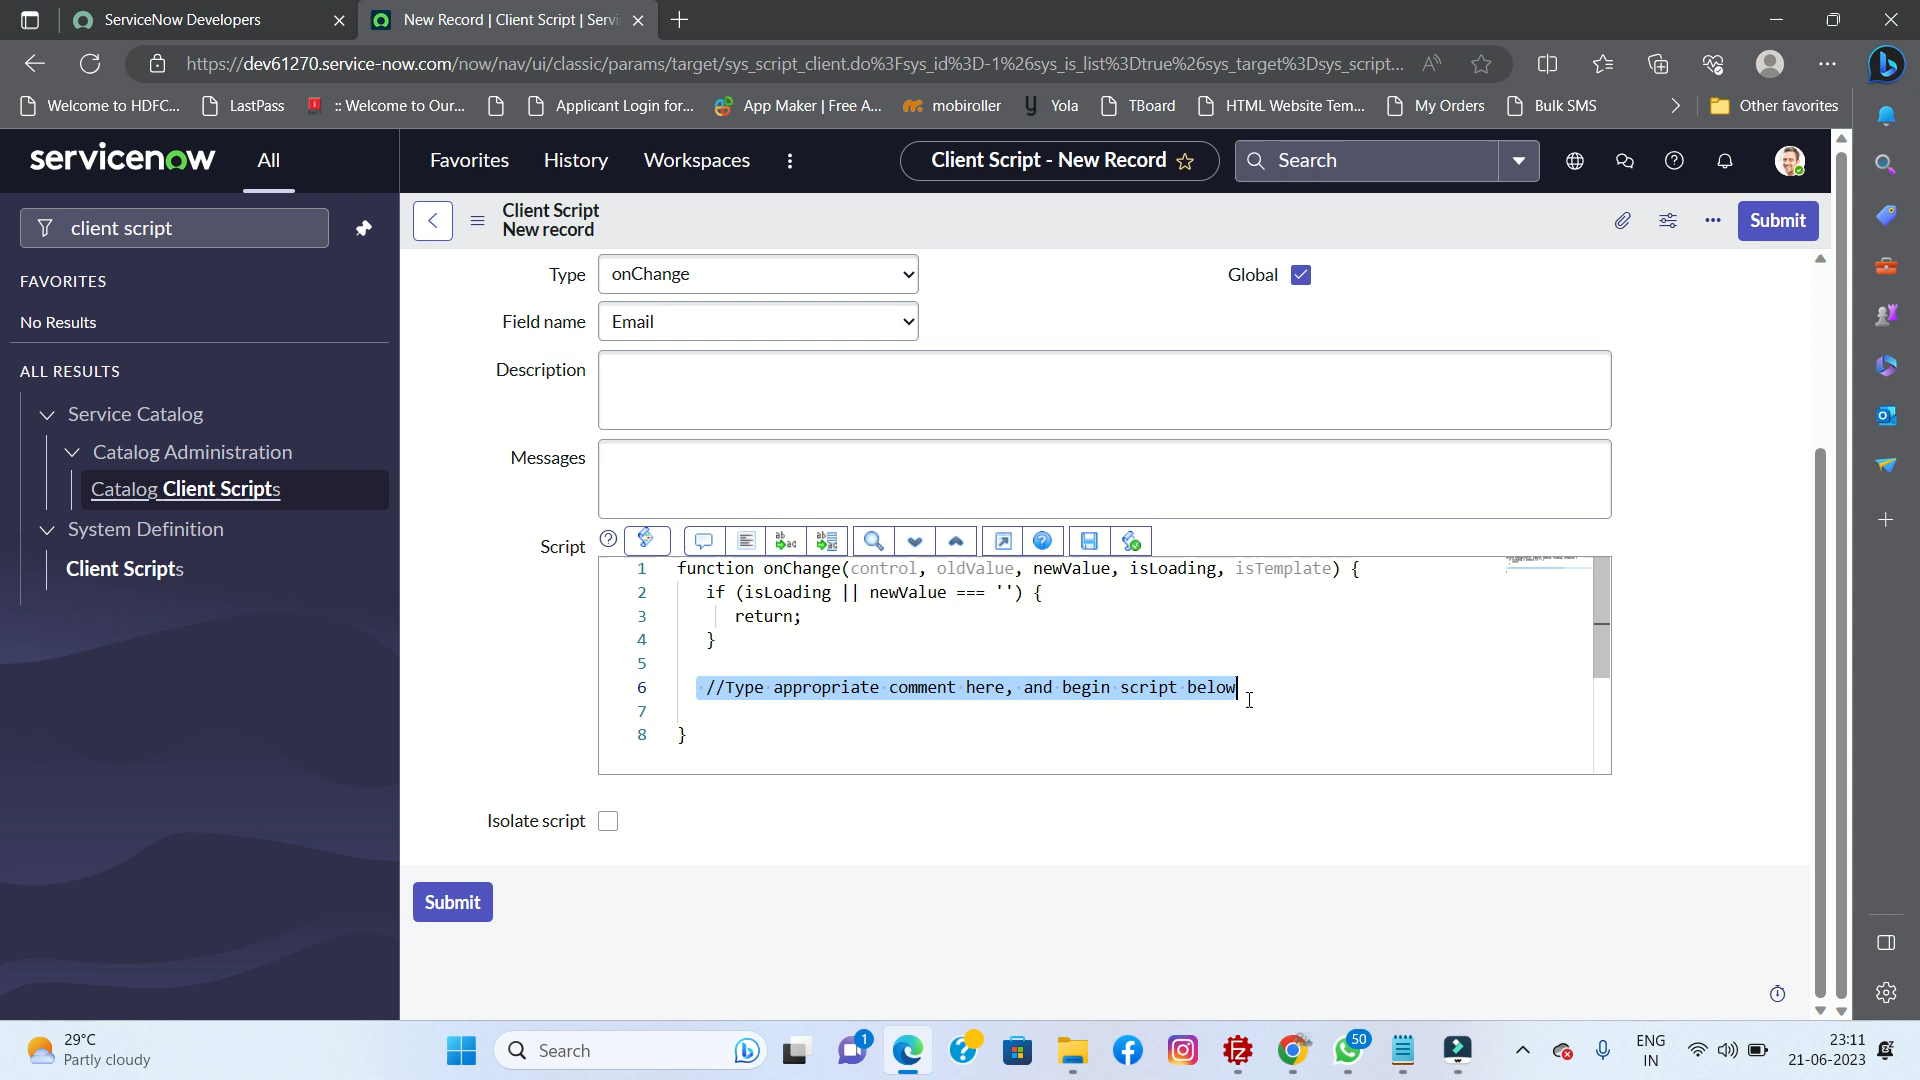 ServiceNow Developers
New Record | Client Script | Servi
https://dev61270.service-now.com/now/nav/ui/classic/params/target/sys_script_client.do%3Fsys_id%3D-1%26sys_is_list%3Dtrue%26sys_target%3Dsys_script...
Welcome to HDFC... LastPass :: Welcome to Our... Applicant Login for... App Maker | Free A... mobiroller Yola TBoard HTML Website Tem... My Orders Bulk SMS Other favorites
servicenow All Favorites History Workspaces Client Script - New Record Search
client script
Client Script
New record
Submit
FAVORITES
No Results
ALL RESULTS
Service Catalog
Catalog Administration
Catalog Client Scripts
System Definition
Client Scripts
Type onChange Global
Field name Email
Description
Messages
Script
1 function onChange(control, oldValue, newValue, isLoading, isTemplate) {
2 if (isLoading || newValue === '') {
3 return;
4 }
5
6 //Type appropriate comment here, and begin script below
7
8 }
Isolate script
Submit
29°C
Partly cloudy
Search
1
50
ENG
IN
23:11
21-06-2023